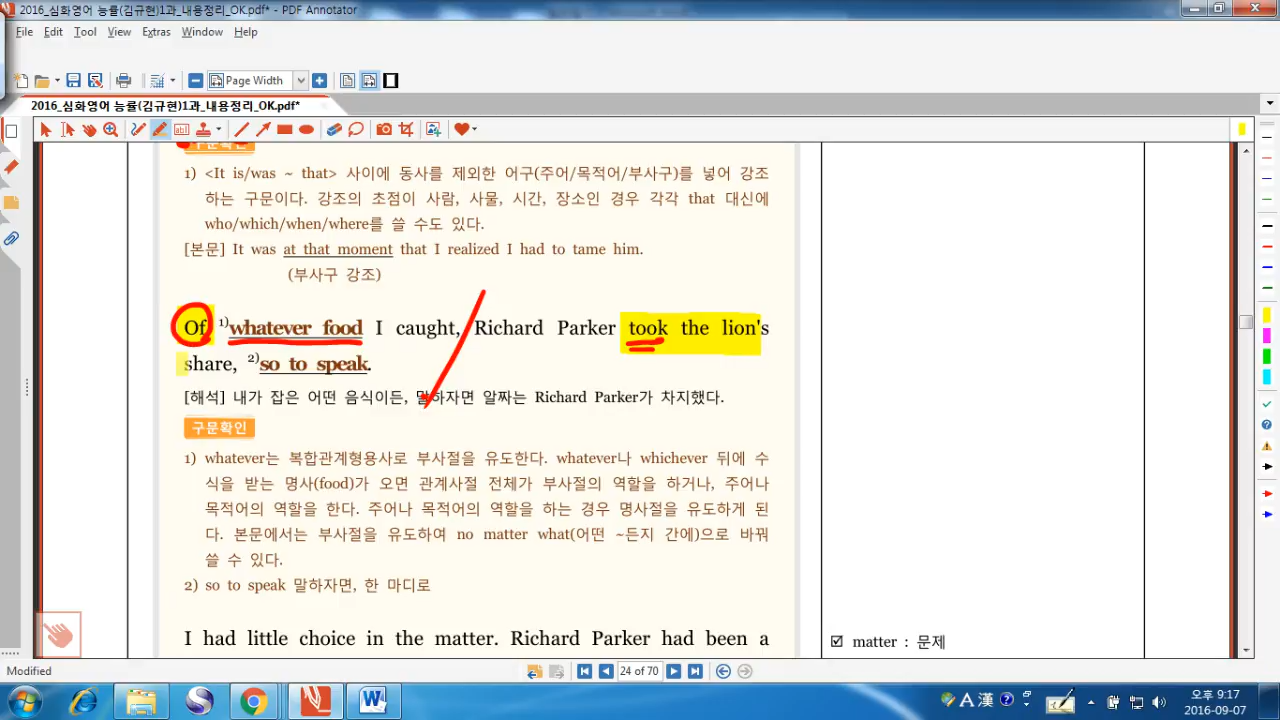 2016_심화영어 능률(김규현)1과_내용정리_OK.pdf* - PDF Annotator
File Edit Tool View Extras Window Help
Page Width
2016_심화영어 능률(김규현)1과_내용정리_OK.pdf*
구문확인
1) <It is/was ~ that> 사이에 동사를 제외한 어구(주어/목적어/부사구)를 넣어 강조
하는 구문이다. 강조의 초점이 사람, 사물, 시간, 장소인 경우 각각 that 대신에
who/which/when/where를 쓸 수도 있다.
[본문] It was at that moment that I realized I had to tame him.
(부사구 강조)
Of 1)whatever food I caught, Richard Parker took the lion's
share, 2)so to speak.
[해석] 내가 잡은 어떤 음식이든, 말하자면 알짜는 Richard Parker가 차지했다.
구문확인
1) whatever는 복합관계형용사로 부사절을 유도한다. whatever나 whichever 뒤에 수
식을 받는 명사(food)가 오면 관계사절 전체가 부사절의 역할을 하거나, 주어나
목적어의 역할을 한다. 주어나 목적어의 역할을 하는 경우 명사절을 유도하게 된
다. 본문에서는 부사절을 유도하여 no matter what(어떤 ~든지 간에)으로 바꿔
쓸 수 있다.
2) so to speak 말하자면, 한 마디로
I had little choice in the matter. Richard Parker had been a
matter : 문제
Modified
24 of 70
A 漢
오후 9:17
2016-09-07